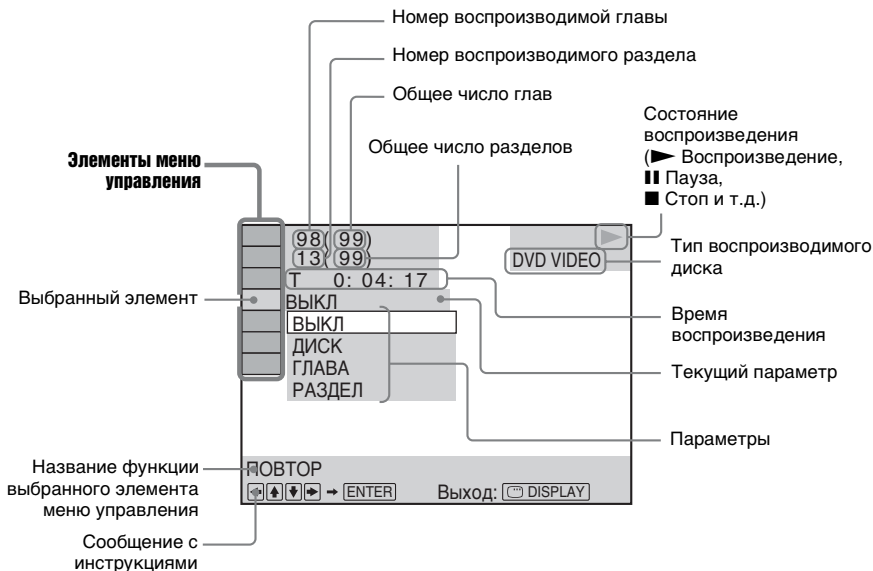 Номер воспроизводимой главы
Номер воспроизводимого раздела
Общее число глав
Общее число разделов
Состояние
воспроизведения
(► Воспроизведение,
Пауза,
■ Стоп и т.д.)
Элементы меню
управления
98( 99)
13( 99)
DVD VIDEO
Тип воспроизводимого
диска
T 0: 04: 17
Выбранный элемент
ВЫКЛ
Время
воспроизведения
ВЫКЛ
ДИСК
ГЛАВА
РАЗДЕЛ
Текущий параметр
Параметры
Название функции
выбранного элемента
меню управления
ПОВТОР
ENTER Выход: DISPLAY
Сообщение с
инструкциями